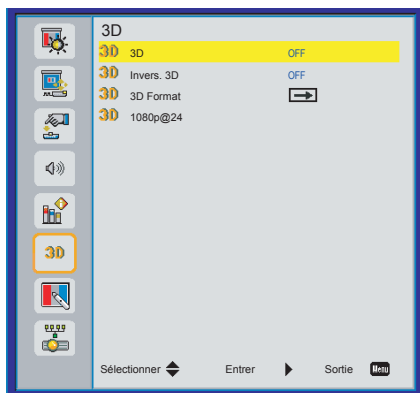 3D
3D 3D OFF
3D Invers. 3D OFF
3D 3D Format
3D 1080p@24
3D
Sélectionner Entrer Sortie Menu